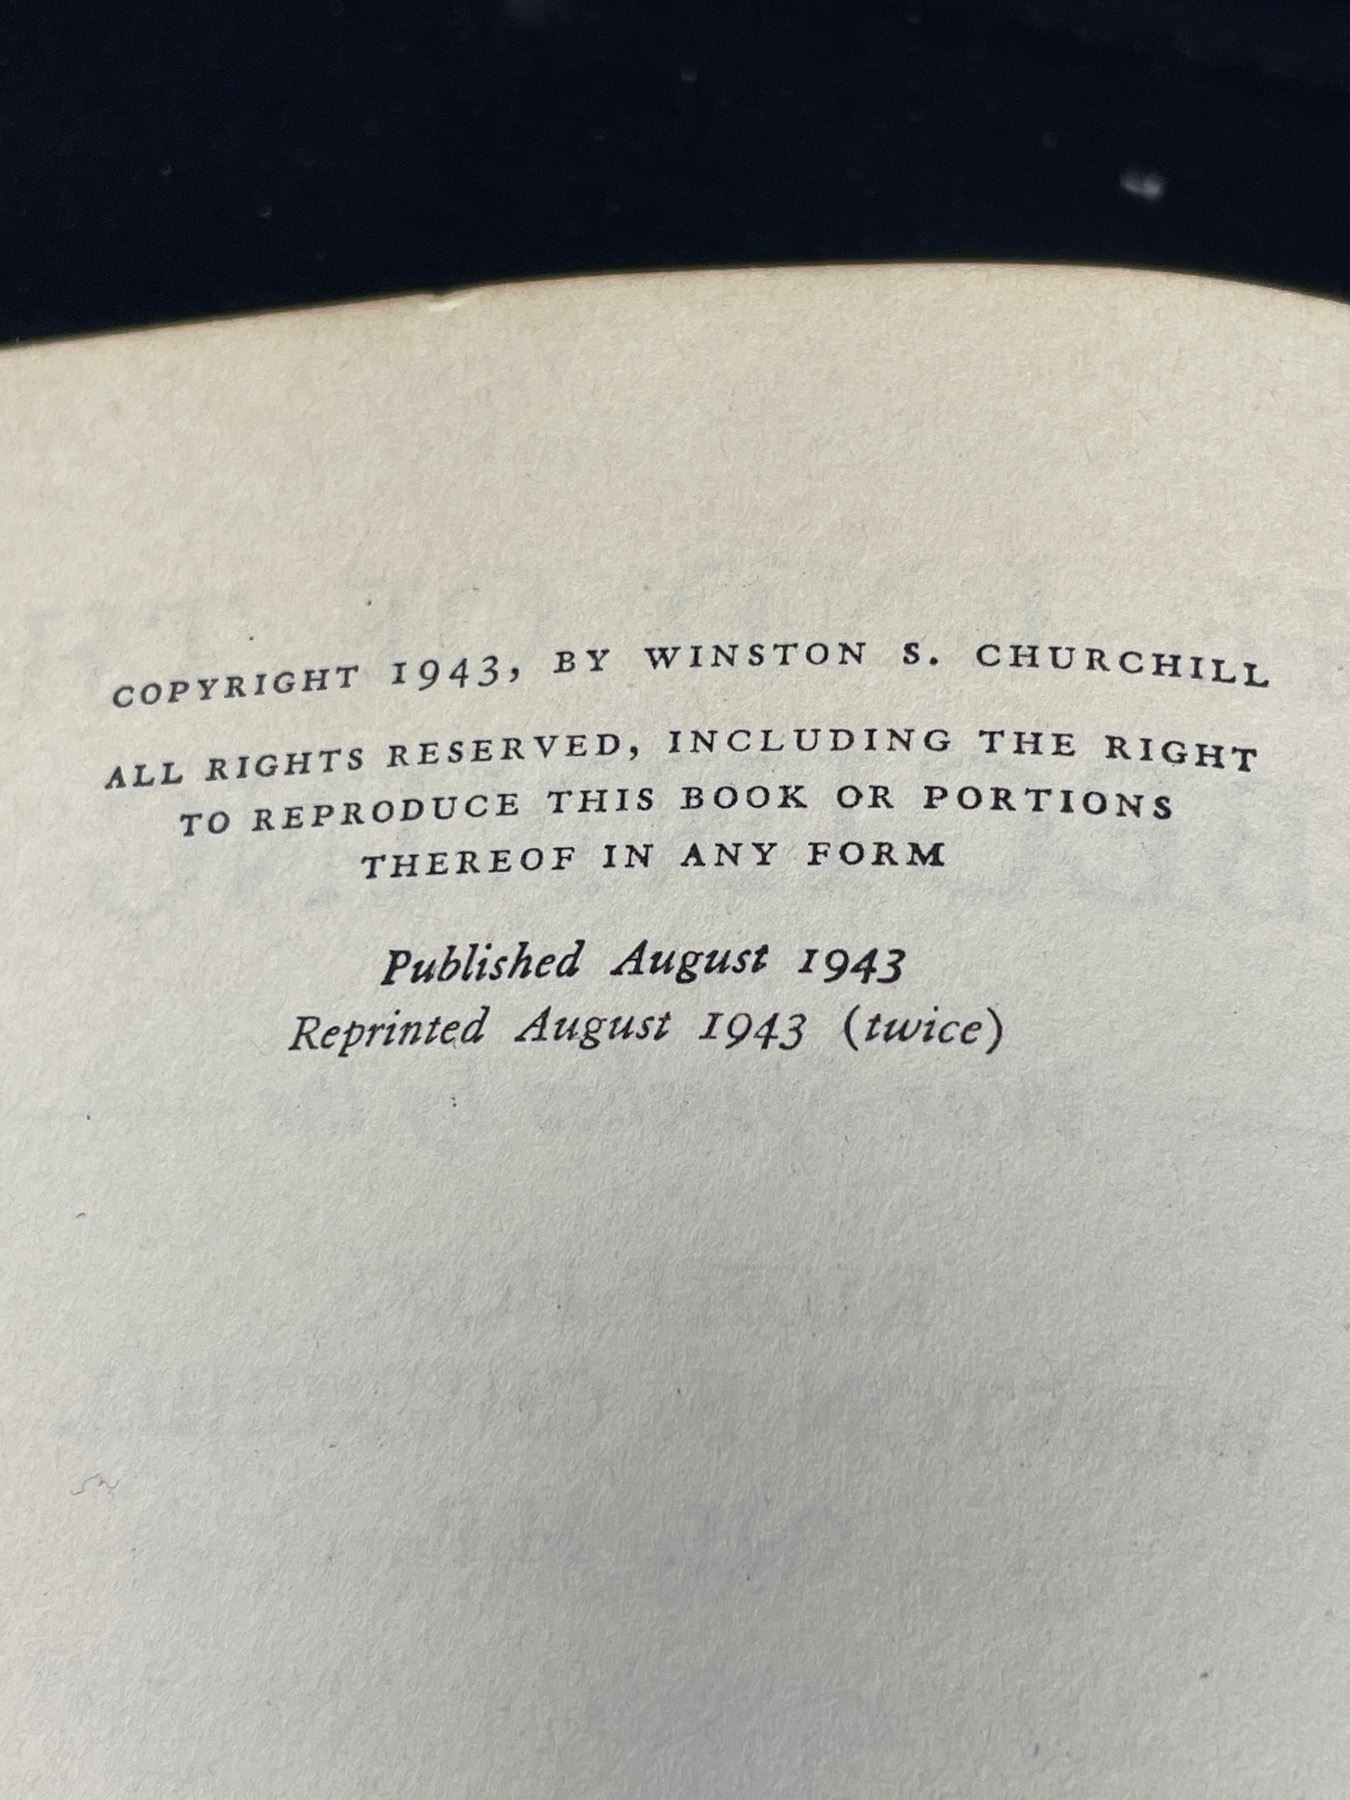 COPYRIGHT 1943, BY WINSTON S. CHURCHILL
ALL RIGHTS RESERVED, INCLUDING THE RIGHT
TO REPRODUCE THIS BOOK OR PORTIONS
THEREOF IN ANY FORM
Published August 1943
Reprinted August 1943 (twice)